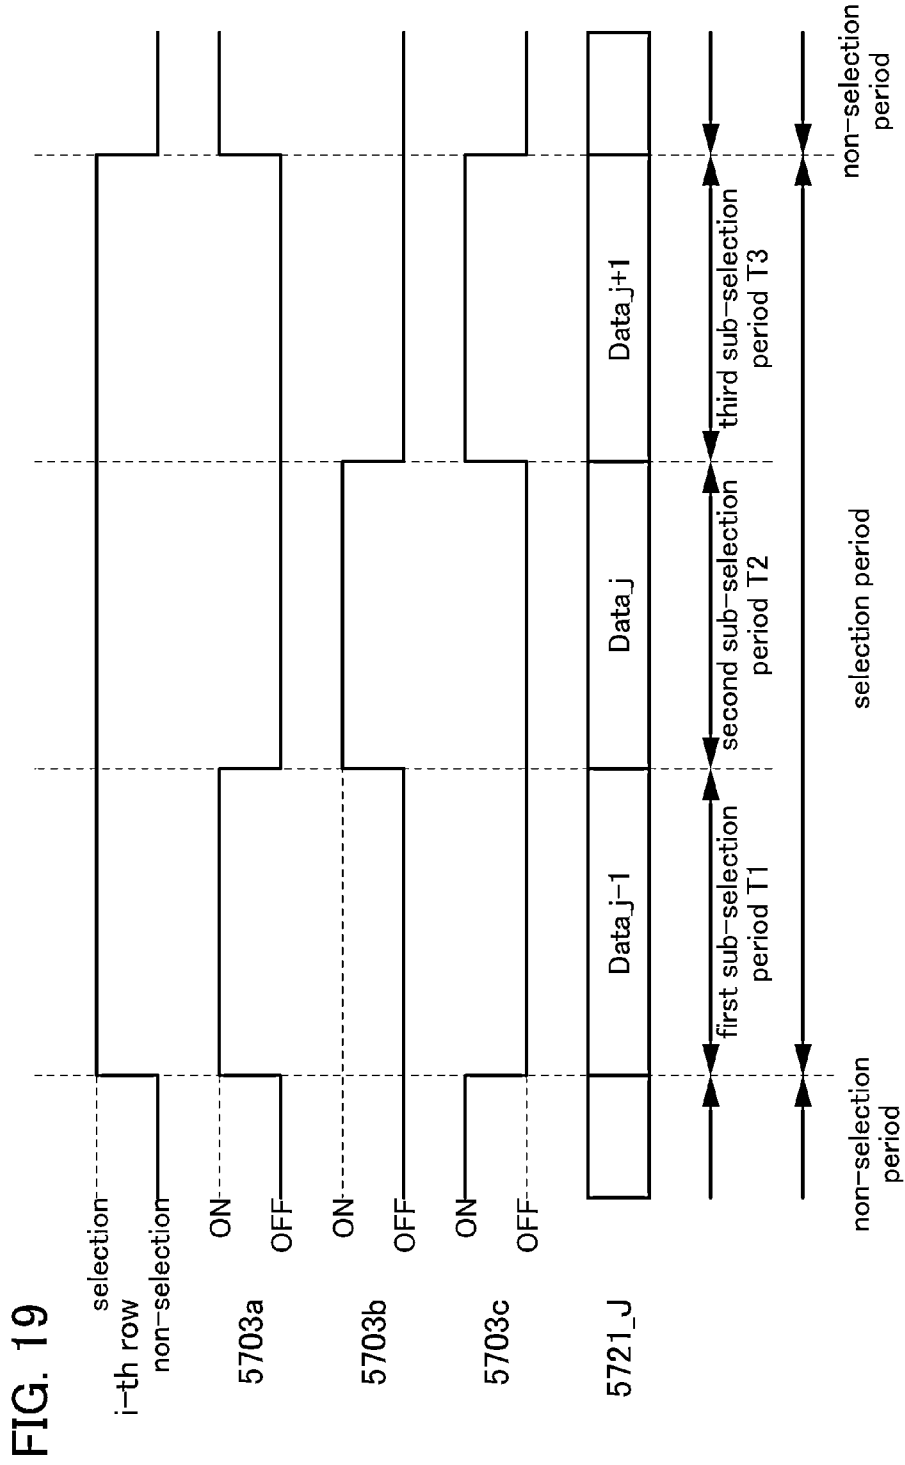 FIG. 19
selection
i-th row
non-selection
5703a
ON
OFF
5703b
ON
OFF
5703c
ON
OFF
5721_J
Data_j-1
Data_j
Data_j+1
first sub-selection
period T1
second sub-selection
period T2
third sub-selection
period T3
non-selection
period
selection period
non-selection
period